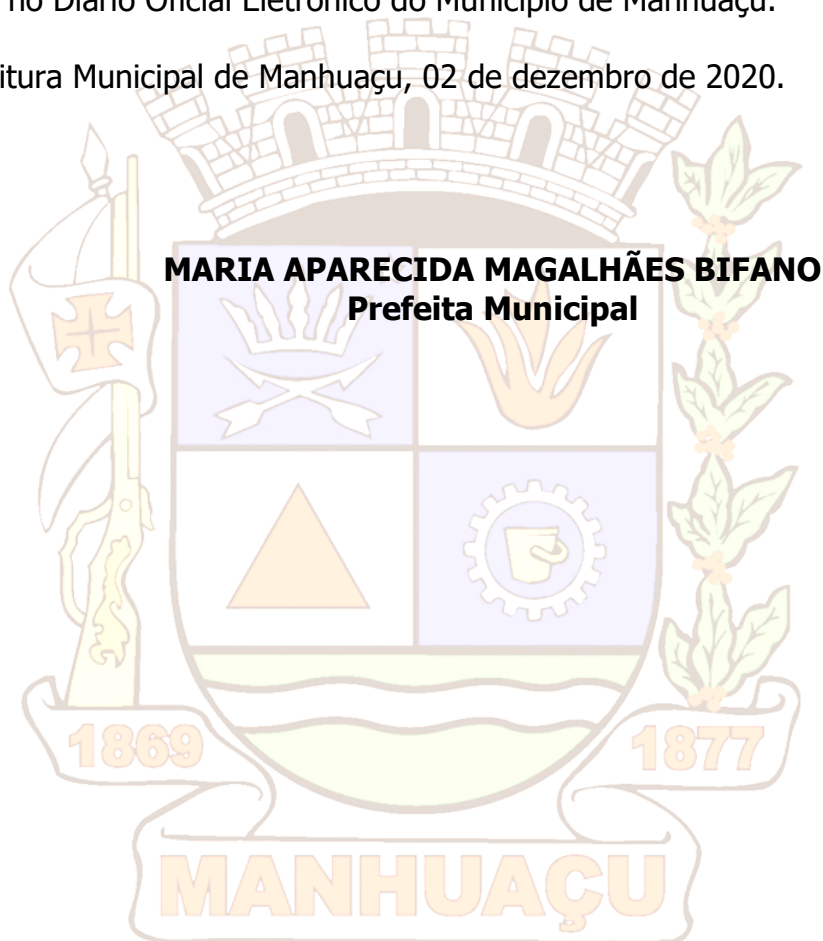 no Diário Oficial Eletrônico do Município de Manhuaçu.
itura Municipal de Manhuaçu, 02 de dezembro de 2020.
MARIA APARECIDA MAGALHÃES BIFANO
Prefeita Municipal
1869
1877
MANHUAÇU